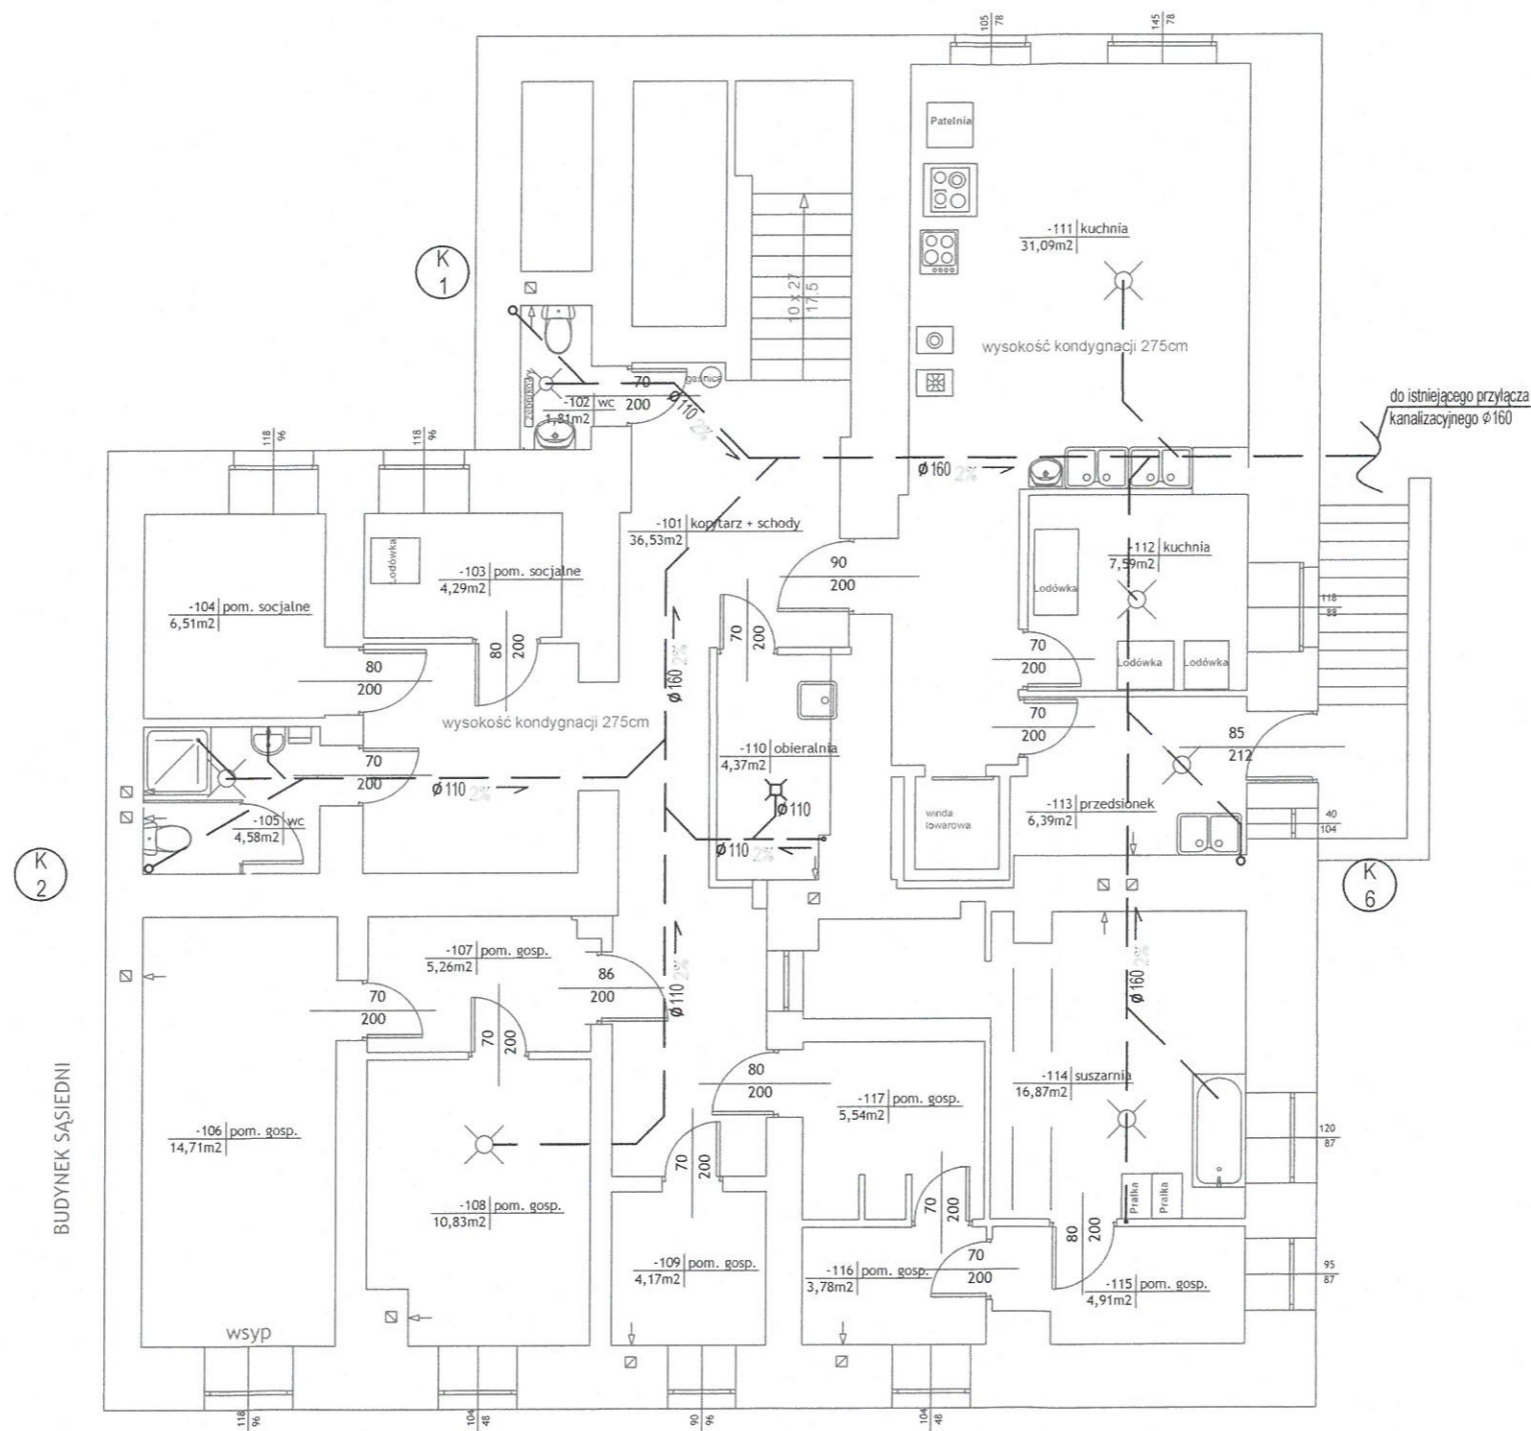 105
78
145
78
Patelnia
-111 kuchnia
31,09m2
K
1
10 x 27
17,5
wysokość kondygnacji 275cm
gaśnica
70
200
Zabudowany
-102 wc
1,81m2
Ø110 2%
do istniejącego przyłącza
kanalizacyjnego Ø160
118
96
118
96
Ø160 2%
-101 korytarz + schody
36,53m2
Lodówka
-103 pom. socjalne
4,29m2
-104 pom. socjalne
6,51m2
90
200
-112 kuchnia
7,59m2
Lodówka
118
88
70
200
80
200
80
200
70
200
Lodówka
Lodówka
Ø160 2%
wysokość kondygnacji 275cm
70
200
85
212
-110 obieralnia
4,37m2
70
200
Ø110 2%
Ø110
winda
towarowa
-113 przedsionek
6,39m2
40
104
-105 wc
4,58m2
Ø110 2%
K
2
K
6
-107 pom. gosp.
5,26m2
86
200
Ø110 2%
Ø160 2%
70
200
70
200
BUDYNEK SĄSIEDNI
80
200
-117 pom. gosp.
5,54m2
-114 suszarnia
16,87m2
-106 pom. gosp.
14,71m2
120
87
70
200
-108 pom. gosp.
10,83m2
70
200
Pralka
Pralka
80
200
-109 pom. gosp.
4,17m2
-116 pom. gosp.
3,78m2
70
200
-115 pom. gosp.
4,91m2
95
87
wsyp
118
96
104
48
90
96
104
48